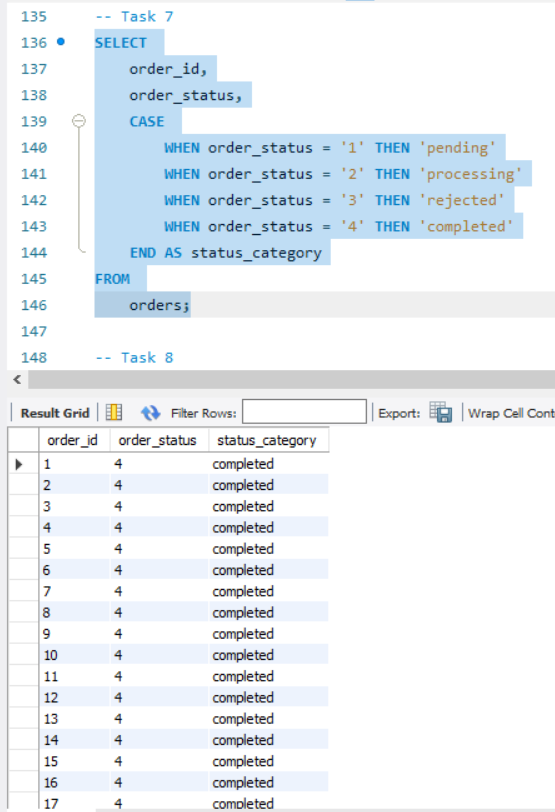 135 -- Task 7
136 SELECT
137 order_id,
138 order_status,
139 CASE
140 WHEN order_status = '1' THEN 'pending'
141 WHEN order_status = '2' THEN 'processing'
142 WHEN order_status = '3' THEN 'rejected'
143 WHEN order_status = '4' THEN 'completed'
144 END AS status_category
145 FROM
146 orders;
147
148 -- Task 8
Result Grid Filter Rows: Export: Wrap Cell Cont
order_id order_status status_category
1 4 completed
2 4 completed
3 4 completed
4 4 completed
5 4 completed
6 4 completed
7 4 completed
8 4 completed
9 4 completed
10 4 completed
11 4 completed
12 4 completed
13 4 completed
14 4 completed
15 4 completed
16 4 completed
17 4 completed